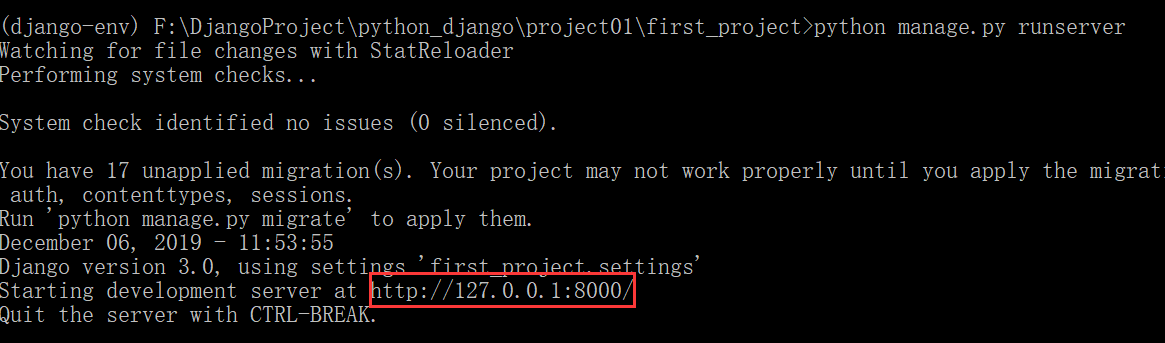 (django-env) F:\DjangoProject\python_django\project01\first_project>python manage.py runserver
Watching for file changes with StatReloader
Performing system checks...
System check identified no issues (0 silenced).
You have 17 unapplied migration(s). Your project may not work properly until you apply the migrati
auth, contenttypes, sessions.
Run 'python manage.py migrate' to apply them.
December 06, 2019 - 11:53:55
Django version 3.0, using settings 'first_project.settings'
Starting development server at http://127.0.0.1:8000/
Quit the server with CTRL-BREAK.